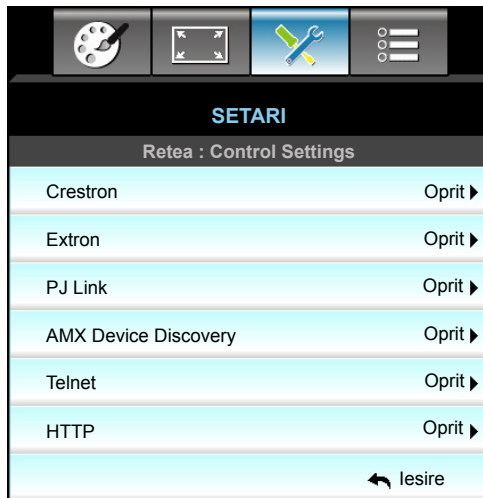 SETARI
Retea : Control Settings
Crestron Oprit
Extron Oprit
PJ Link Oprit
AMX Device Discovery Oprit
Telnet Oprit
HTTP Oprit
Iesire